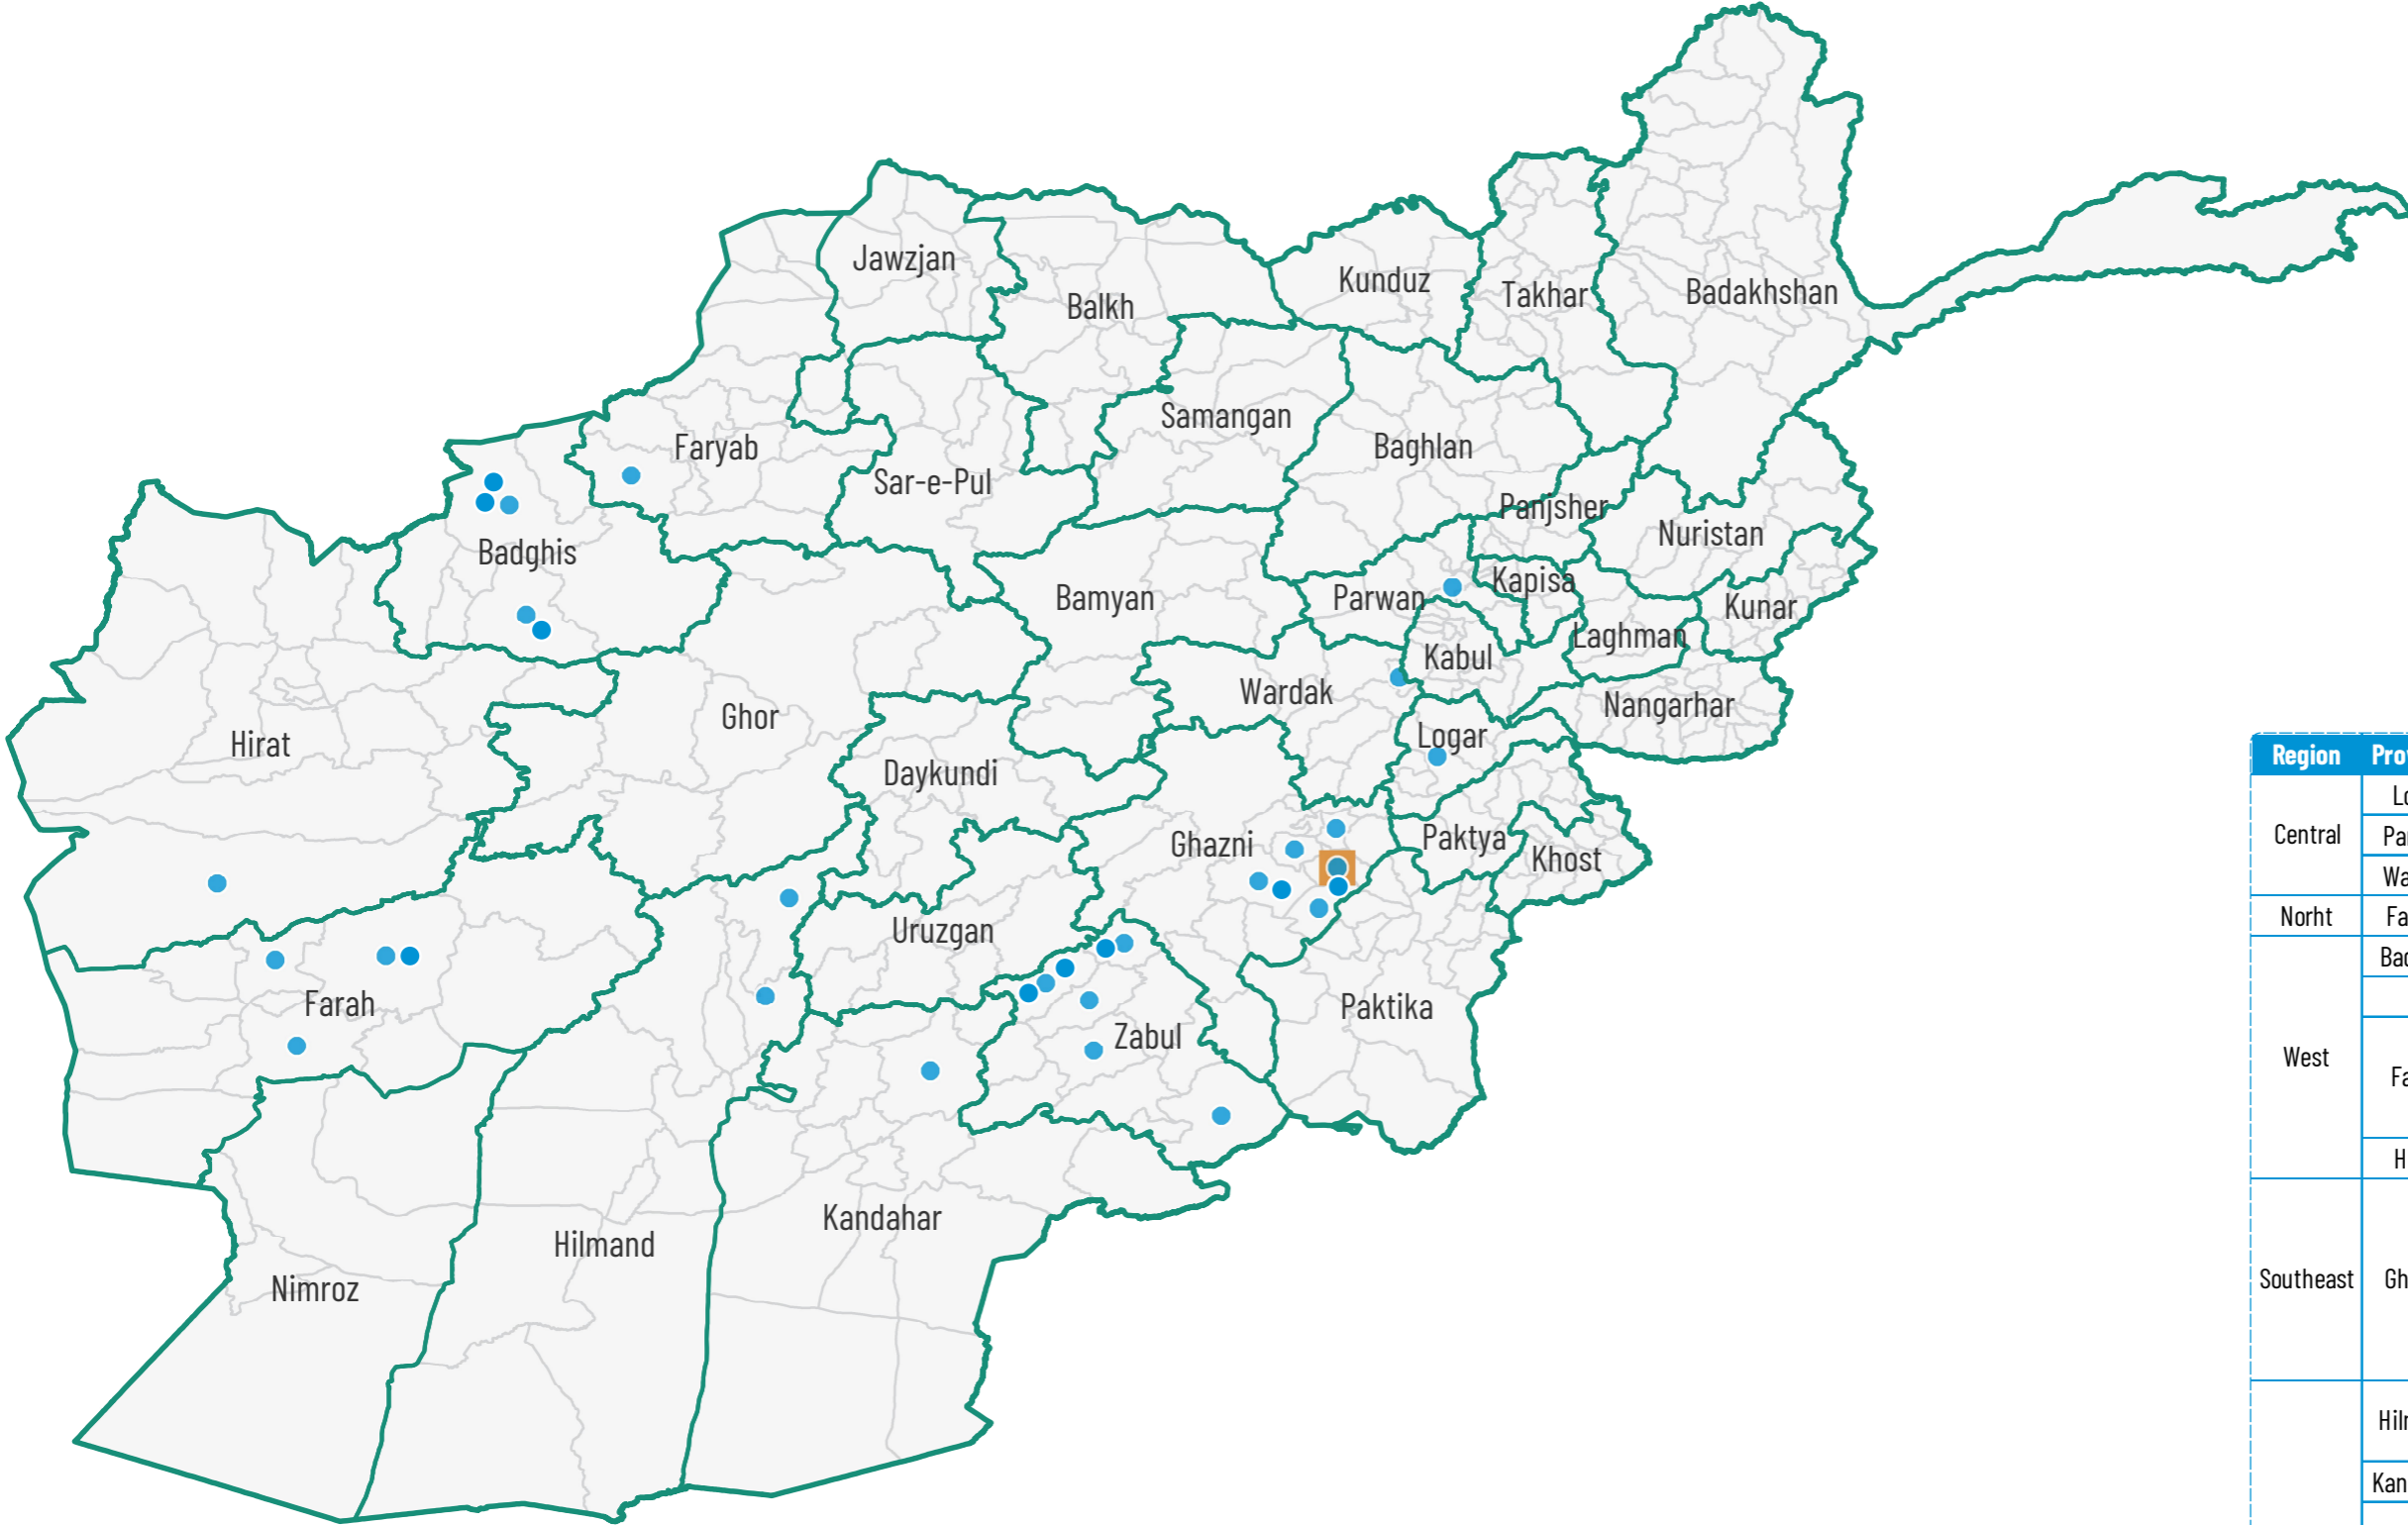 Jawzjan
Balkh
Kunduz
Takhar
Badakhshan
Samangan
Faryab
Baghlan
Sar-e-Pul
Panjsher
Nuristan
Badghis
Kapisa
Parwan
Bamyan
Kunar
Laghman
Kabul
Wardak
Nangarhar
Ghor
Logar
Hirat
Daykundi
Paktya
Ghazni
Khost
Uruzgan
Farah
Paktika
Zabul
Kandahar
Hilmand
Nimroz
Region
Central
Norht
West
Southeast